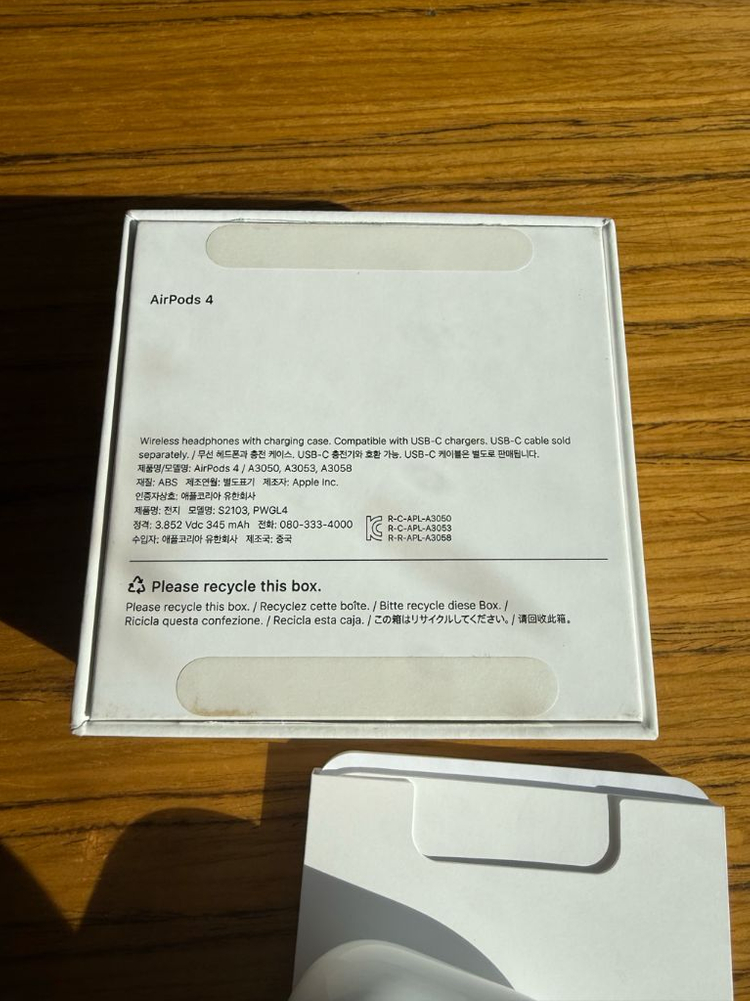 AirPods 4
Wireless headphones with charging case. Compatible with USB-C chargers. USB-C cable sold
separately. / 무선 헤드폰과 충전 케이스. USB-C 충전기와 호환 가능. USB-C 케이블은 별도로 판매됩니다.
제품명/모델명: AirPods 4 / A3050, A3053, A3058
재질: ABS 제조연월: 별도표기 제조자: Apple Inc.
인증자상호: 애플코리아 유한회사
제품명: 전지 모델명: S2103, PWGL4
정격: 3.852 Vdc 345 mAh 전화: 080-333-4000
수입자: 애플코리아 유한회사 제조국: 중국
R-C-APL-A3050
R-C-APL-A3053
R-R-APL-A3058
Please recycle this box.
Please recycle this box. / Recyclez cette boîte. / Bitte recycle diese Box. /
Ricicla questa confezione. / Recicla esta caja. / この箱はリサイクルしてください。/ 请回收此箱。